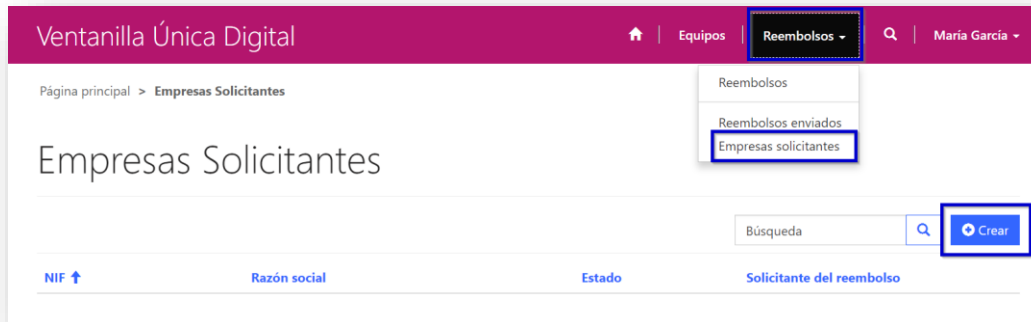 Ventanilla Única Digital
Equipos
Reembolsos
María García
Página principal > Empresas Solicitantes
Reembolsos
Reembolsos enviados
Empresas solicitantes
Empresas Solicitantes
Búsqueda
Crear
NIF Razón social Estado Solicitante del reembolso